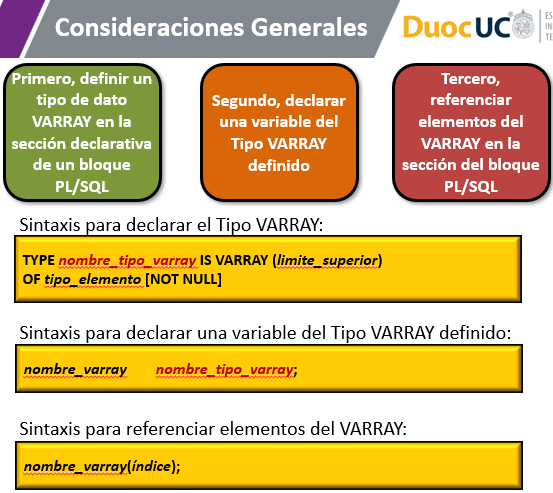 Consideraciones Generales
Duoc UC
Primero, definir un
tipo de dato
VARRAY en la
sección declarativa
de un bloque
PL/SQL
Segundo, declarar
una variable del
Tipo VARRAY
definido
Tercero,
referenciar
elementos del
VARRAY en la
sección del bloque
PL/SQL
Sintaxis para declarar el Tipo VARRAY:
TYPE nombre_tipo_varray IS VARRAY (limite_superior)
OF tipo_elemento [NOT NULL]
Sintaxis para declarar una variable del Tipo VARRAY definido:
nombre_varray nombre_tipo_varray;
Sintaxis para referenciar elementos del VARRAY:
nombre_varray(índice);